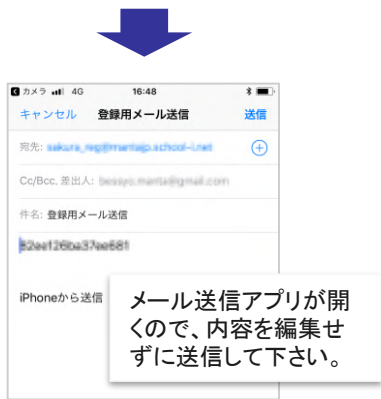 カメラ 4G 16:48
キャンセル 登録用メール送信 送信
宛先:
Cc/Bcc, 差出人:
件名: 登録用メール送信
iPhoneから送信
メール送信アプリが開
くので、内容を編集せ
ずに送信して下さい。